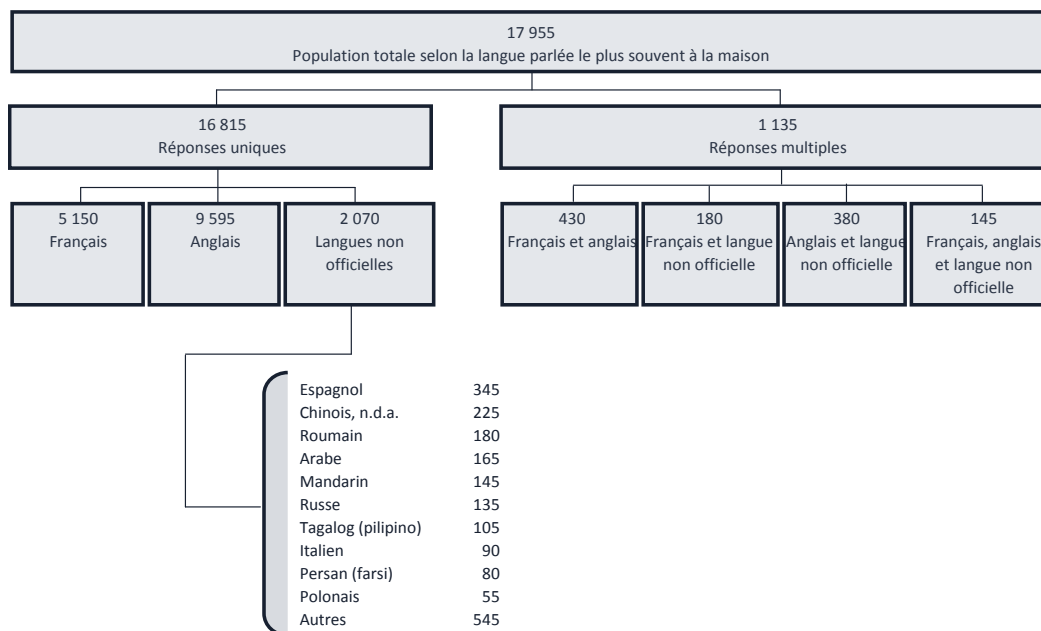 17 955
Population totale selon la langue parlée le plus souvent à la maison
16 815
Réponses uniques
1 135
Réponses multiples
5 150
Français
9 595
Anglais
2 070
Langues non
officielles
430
Français et anglais
180
Français et langue
non officielle
380
Anglais et langue
non officielle
145
Français, anglais
et langue non
officielle
Espagnol 345
Chinois, n.d.a. 225
Roumain 180
Arabe 165
Mandarin 145
Russe 135
Tagalog (pilipino) 105
Italien 90
Persan (farsi) 80
Polonais 55
Autres 545